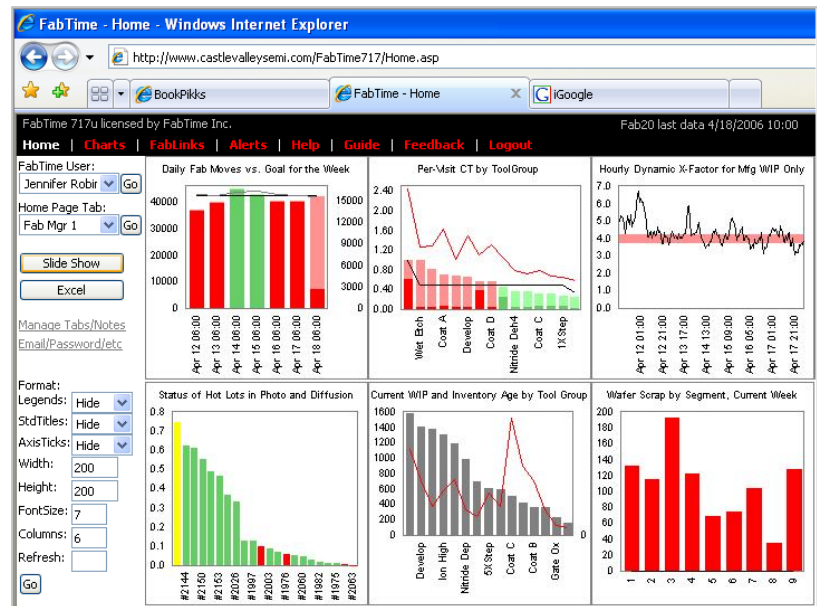 FabTime - Home - Windows Internet Explorer
http://www.castlevalleysemi.com/FabTime717/Home.asp
BookPikks
FabTime - Home
X
G iGoogle
FabTime 717u licensed by FabTime Inc.
Fab20 last data 4/18/2006 10:00
Home | Charts | FabLinks | Alerts | Help | Guide | Feedback | Logout
FabTime User:
Jennifer Robir
Go
Home Page Tab:
Fab Mgr 1
Go
Slide Show
Excel
Manage Tabs/Notes
Email/Password/etc
Format:
Legends: Hide
StdTitles: Hide
AxisTicks: Hide
Width: 200
Height: 200
FontSize: 7
Columns: 6
Refresh:
Go
Daily Fab Moves vs. Goal for the Week
40000
30000
20000
10000
0
15000
12000
9000
6000
3000
0
Apr 12 06:00
Apr 13 06:00
Apr 14 06:00
Apr 15 06:00
Apr 16 06:00
Apr 17 06:00
Apr 18 06:00
Per-Visit CT by ToolGroup
2.40
2.00
1.60
1.20
0.80
0.40
0.00
Wet Etch
Coat A
Develop
Coat D
Nitride Deh4
Coat C
1XStep
Hourly Dynamic X-Factor for Mfg WIP Only
7.0
6.0
5.0
4.0
3.0
2.0
1.0
0.0
Apr 12 01:00
Apr 12 21:00
Apr 13 17:00
Apr 14 13:00
Apr 15 09:00
Apr 16 05:00
Apr 17 01:00
Apr 17 21:00
Status of Hot Lots in Photo and Diffusion
0.8
0.7
0.6
0.5
0.4
0.3
0.2
0.1
0.0
#2144
#2150
#2153
#2026
#1997
#2003
#1976
#2060
#1982
#1975
#2063
Current WIP and Inventory Age by Tool Group
1600
1400
1200
1000
800
600
400
200
0
0
Develop
Ion High
Nitride Dep
5XStep
Coat C
Coat B
Gate Ox
Wafer Scrap by Segment, Current Week
200
180
160
140
120
100
80
60
40
20
0
1
2
3
4
5
6
7
8
9